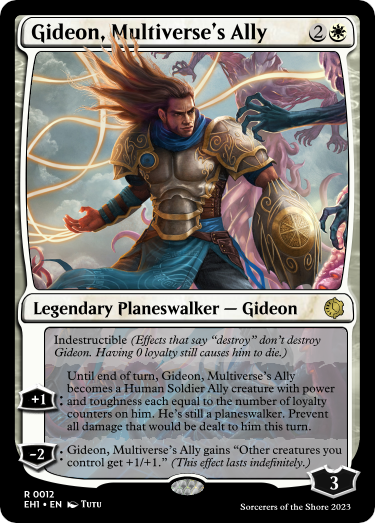 Gideon, Multiverse's Ally 2
Legendary Planeswalker — Gideon
Indestructible (Effects that say "destroy" don't destroy
Gideon. Having 0 loyalty still causes him to die.)
+1: Until end of turn, Gideon, Multiverse's Ally
becomes a Human Soldier Ally creature with power
and toughness each equal to the number of loyalty
counters on him. He's still a planeswalker. Prevent
all damage that would be dealt to him this turn.
-2: Gideon, Multiverse's Ally gains "Other creatures you
control get +1/+1." (This effect lasts indefinitely.)
3
R 0012
EH1 • EN Tutu
Sorcerers of the Shore 2023